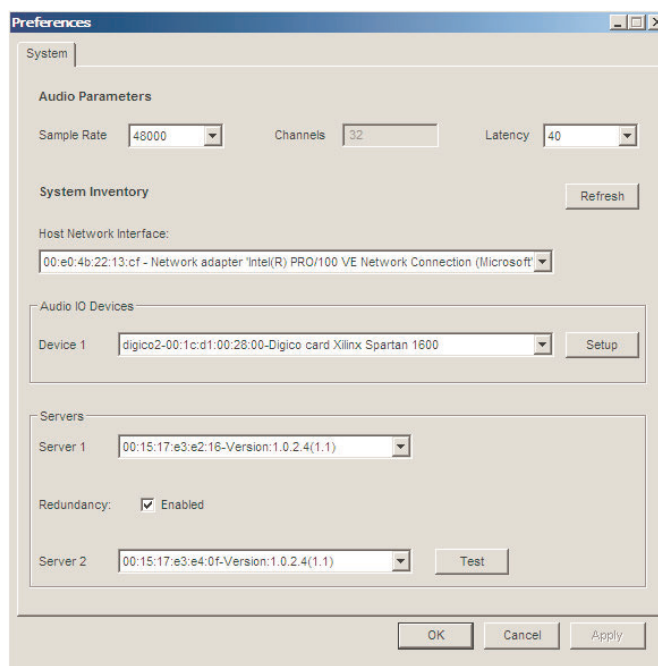 Preferences
System
Audio Parameters
Sample Rate 48000 Channels 32 Latency 40
System Inventory Refresh
Host Network Interface:
00:e0:4b:22:13:cf - Network adapter 'Intel(R) PRO/100 VE Network Connection (Microsoft'
Audio IO Devices
Device 1 digico2-00:1c:d1:00:28:00-Digico card Xilinx Spartan 1600 Setup
Servers
Server 1 00:15:17:e3:e2:16-Version:1.0.2.4(1.1)
Redundancy: Enabled
Server 2 00:15:17:e3:e4:0f-Version:1.0.2.4(1.1) Test
OK Cancel Apply